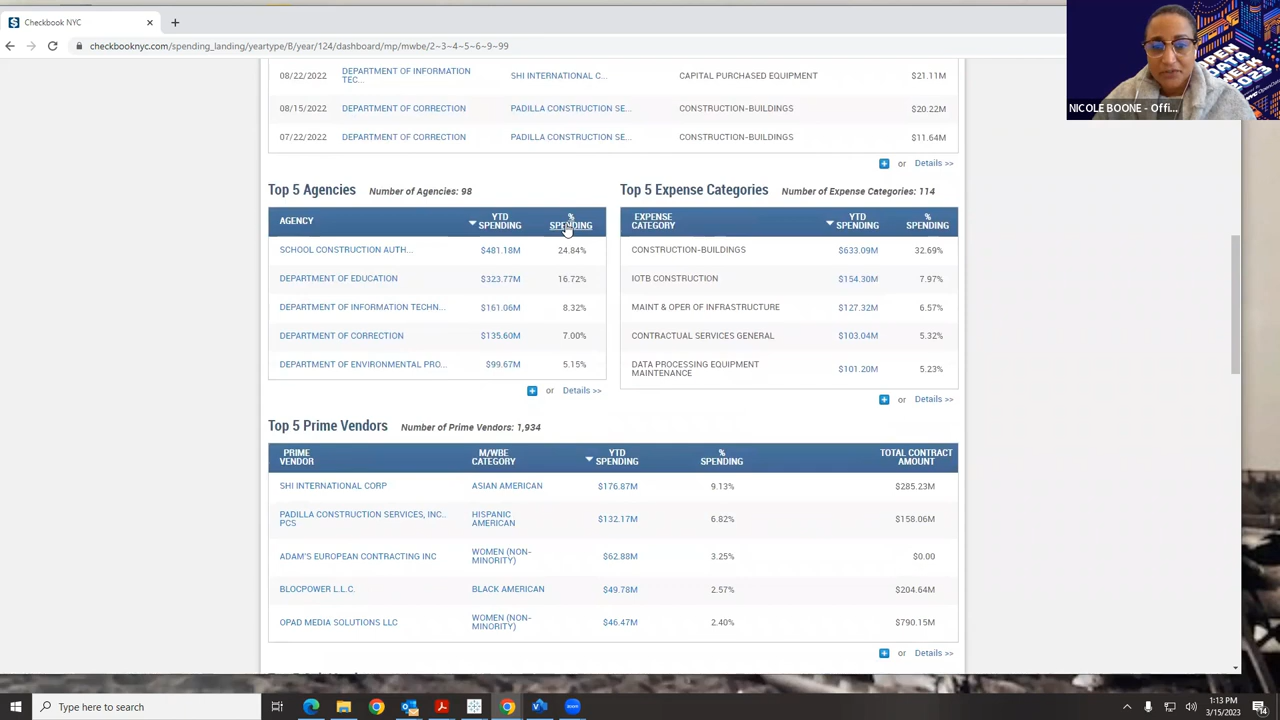 Checkbook NYC
checkbooknyc.com/spending_landing/yeartype/B/year/124/dashboard/mp/mwbe/2~3~4~5~6~9~99
OPEN DATA WEEK 2023
NICOLE BOONE - Offi...
08/22/2022 DEPARTMENT OF INFORMATION TEC... SHI INTERNATIONAL C... CAPITAL PURCHASED EQUIPMENT $21.11M
08/15/2022 DEPARTMENT OF CORRECTION PADILLA CONSTRUCTION SE... CONSTRUCTION-BUILDINGS $20.22M
07/22/2022 DEPARTMENT OF CORRECTION PADILLA CONSTRUCTION SE... CONSTRUCTION-BUILDINGS $11.64M
+ or Details >>
Top 5 Agencies Number of Agencies: 98
AGENCY YTD SPENDING % SPENDING
SCHOOL CONSTRUCTION AUTH... $481.18M 24.84%
DEPARTMENT OF EDUCATION $323.77M 16.72%
DEPARTMENT OF INFORMATION TECHN... $161.06M 8.32%
DEPARTMENT OF CORRECTION $135.60M 7.00%
DEPARTMENT OF ENVIRONMENTAL PRO... $99.67M 5.15%
+ or Details >>
Top 5 Expense Categories Number of Expense Categories: 114
EXPENSE CATEGORY YTD SPENDING % SPENDING
CONSTRUCTION-BUILDINGS $633.09M 32.69%
IOTB CONSTRUCTION $154.30M 7.97%
MAINT & OPER OF INFRASTRUCTURE $127.32M 6.57%
CONTRACTUAL SERVICES GENERAL $103.04M 5.32%
DATA PROCESSING EQUIPMENT MAINTENANCE $101.20M 5.23%
+ or Details >>
Top 5 Prime Vendors Number of Prime Vendors: 1,934
PRIME VENDOR M/WBE CATEGORY YTD SPENDING % SPENDING TOTAL CONTRACT AMOUNT
SHI INTERNATIONAL CORP ASIAN AMERICAN $176.87M 9.13% $285.23M
PADILLA CONSTRUCTION SERVICES, INC.. PCS HISPANIC AMERICAN $132.17M 6.82% $158.06M
ADAM'S EUROPEAN CONTRACTING INC WOMEN (NON-MINORITY) $62.88M 3.25% $0.00
BLOCPOWER L.L.C. BLACK AMERICAN $49.78M 2.57% $204.64M
OPAD MEDIA SOLUTIONS LLC WOMEN (NON-MINORITY) $46.47M 2.40% $790.15M
+ or Details >>
Type here to search
1:13 PM
3/15/2023
14